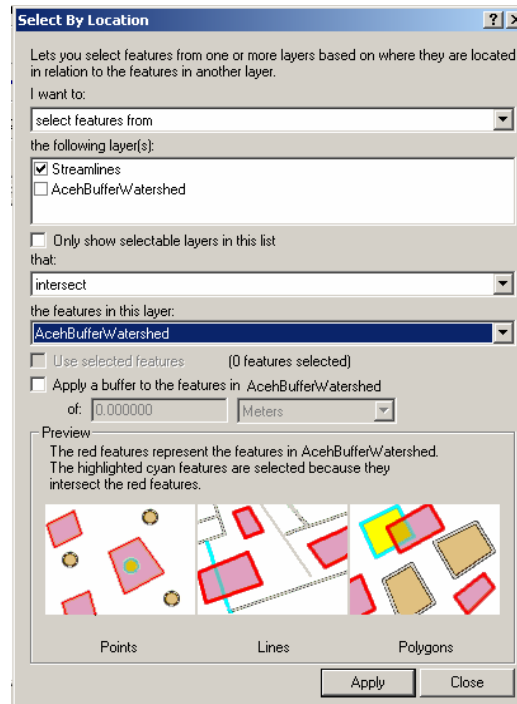 Select By Location
Lets you select features from one or more layers based on where they are located
in relation to the features in another layer.
I want to:
select features from
the following layer(s):
Streamlines
AcehBufferWatershed
Only show selectable layers in this list
that:
intersect
the features in this layer:
AcehBufferWatershed
Use selected features (0 features selected)
Apply a buffer to the features in AcehBufferWatershed
of: 0.000000 Meters
Preview
The red features represent the features in AcehBufferWatershed.
The highlighted cyan features are selected because they
intersect the red features.
Points Lines Polygons
Apply Close